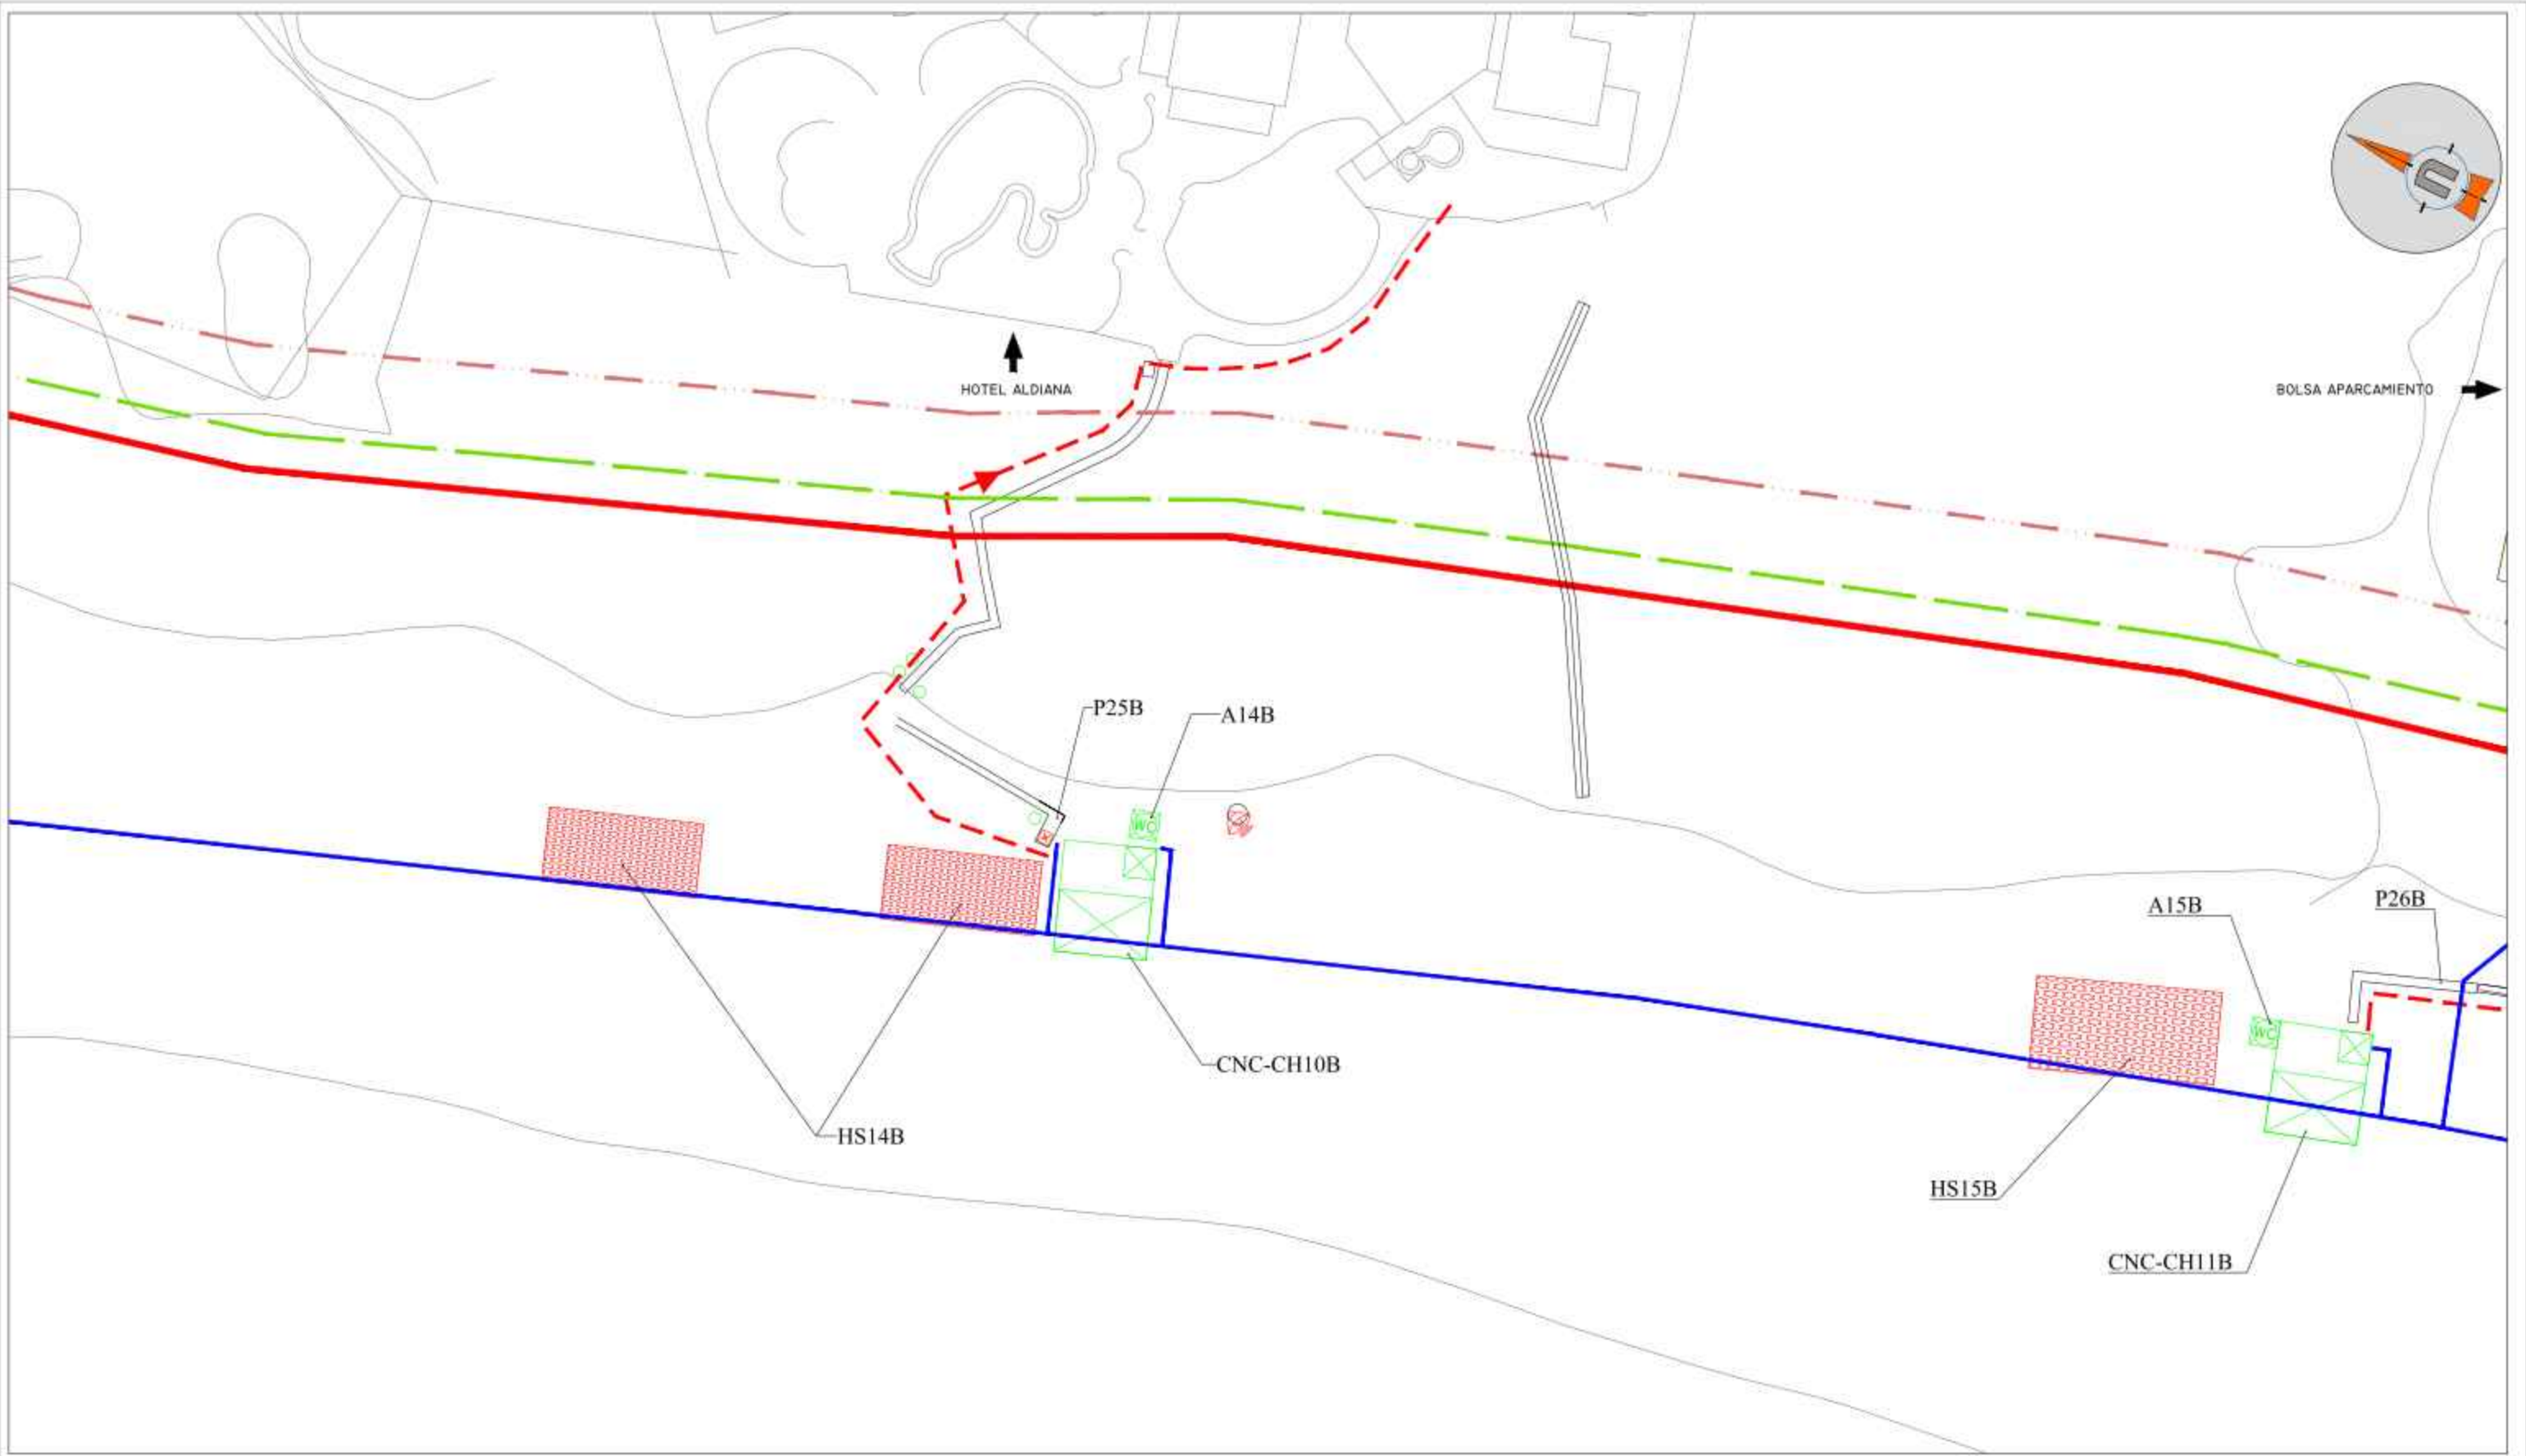 HOTEL ALDIANA
BOLSA APARCAMIENTO
P25B
A14B
WC
A15B
P26B
WC
CNC-CH10B
HS14B
HS15B
CNC-CH11B